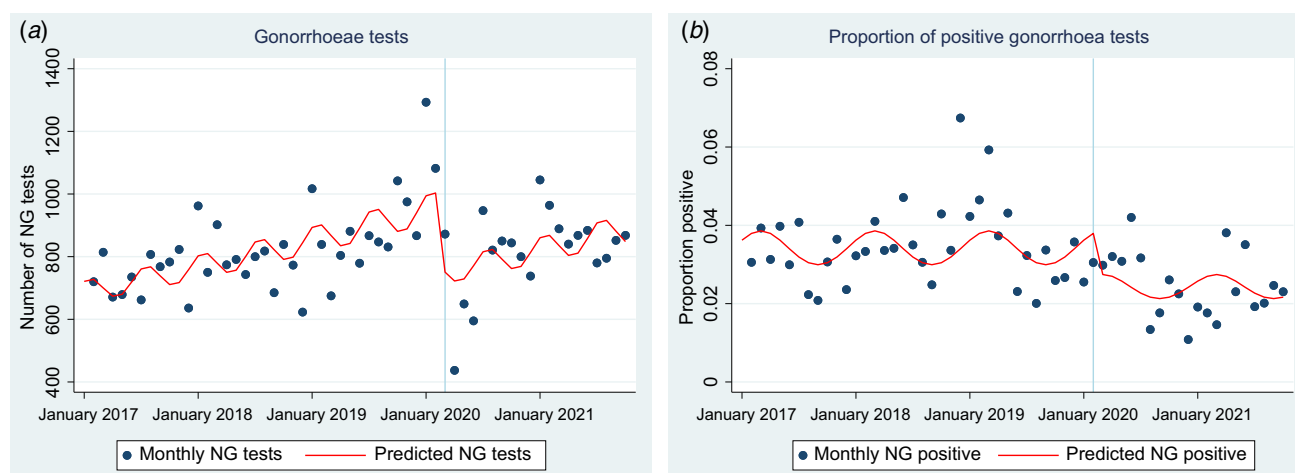 (a)
Gonorrhoeae tests
Number of NG tests
1400
1200
1000
800
600
400
January 2017 January 2018 January 2019 January 2020 January 2021
Monthly NG tests Predicted NG tests
(b)
Proportion of positive gonorrhoea tests
Proportion positive
0.08
0.06
0.04
0.02
0
January 2017 January 2018 January 2019 January 2020 January 2021
Monthly NG positive Predicted NG positive